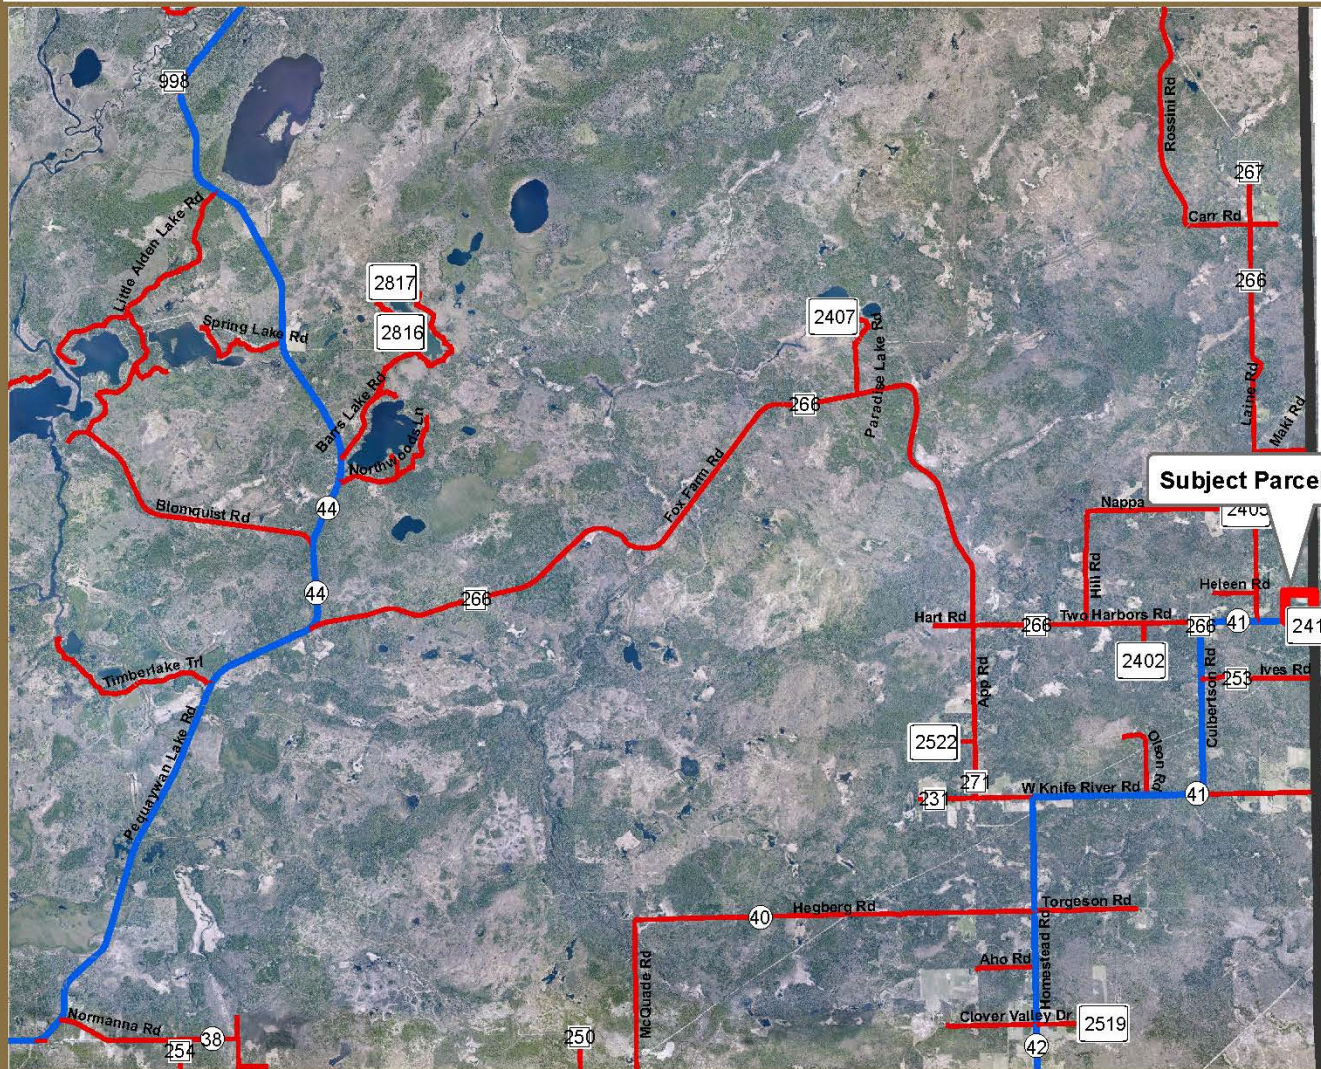 998
Rossini Rd
267
Carr Rd
Little Alden Lake Rd
266
2817
2816
2407
Spring Lake Rd
Paradise Lake Rd
Barrs Lake Rd
266
Laine Rd
Maki Rd
Northwoods Ln
Fox Farm Rd
Subject Parcel
Blomquist Rd
44
Nappa
2405
44
266
Hill Rd
Heleen Rd
Hart Rd
266
Two Harbors Rd
266
41
241
2402
Timberlake Trl
App Rd
Culbertson Rd
253
Ives Rd
Pequaywan Lake Rd
2522
Olson Rd
271
231
W Knife River Rd
41
40
Hegberg Rd
Torgeson Rd
McQuade Rd
Aho Rd
Homestead Rd
Normanna Rd
38
254
250
Clover Valley Dr
2519
42